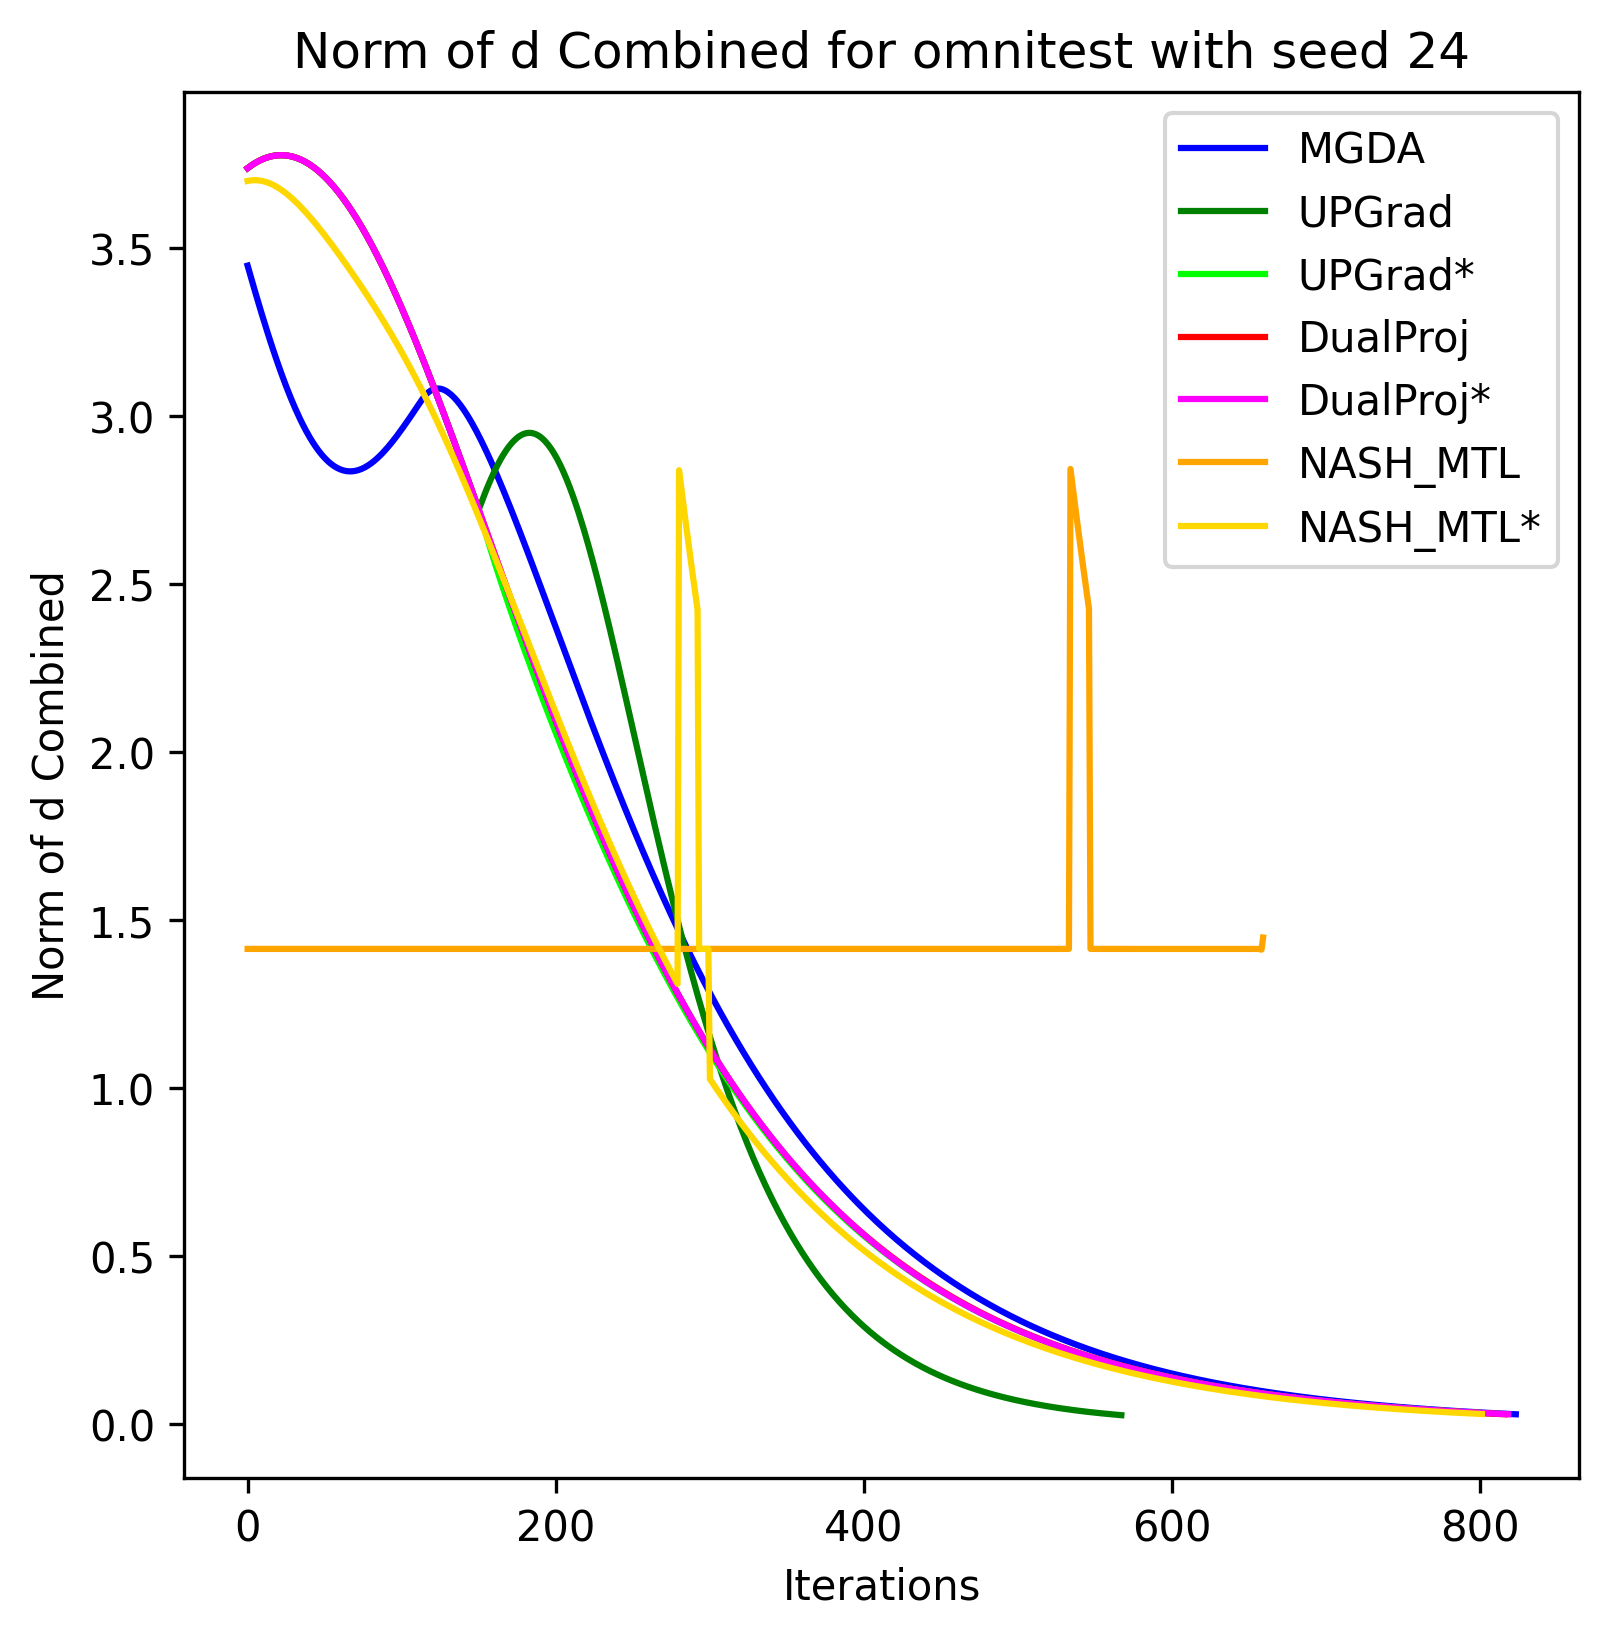 Norm of d Combined for omnitest with seed 24
MGDA
UPGrad
UPGrad*
DualProj
DualProj*
NASH_MTL
NASH_MTL*
Norm of d Combined
3.5
3.0
2.5
2.0
1.5
1.0
0.5
0.0
0 200 400 600 800
Iterations